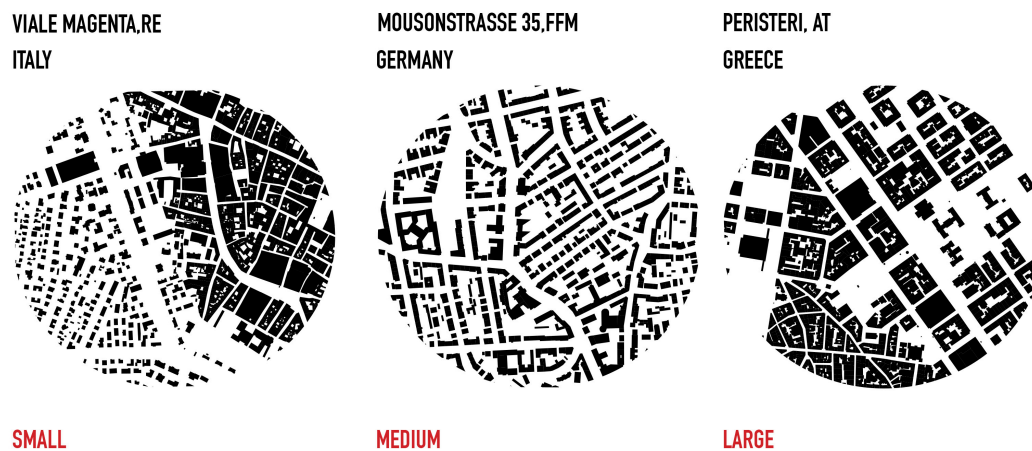 VIALE MAGENTA,RE
ITALY
MOUSONSTRASSE 35,FFM
GERMANY
PERISTERI, AT
GREECE
SMALL
MEDIUM
LARGE